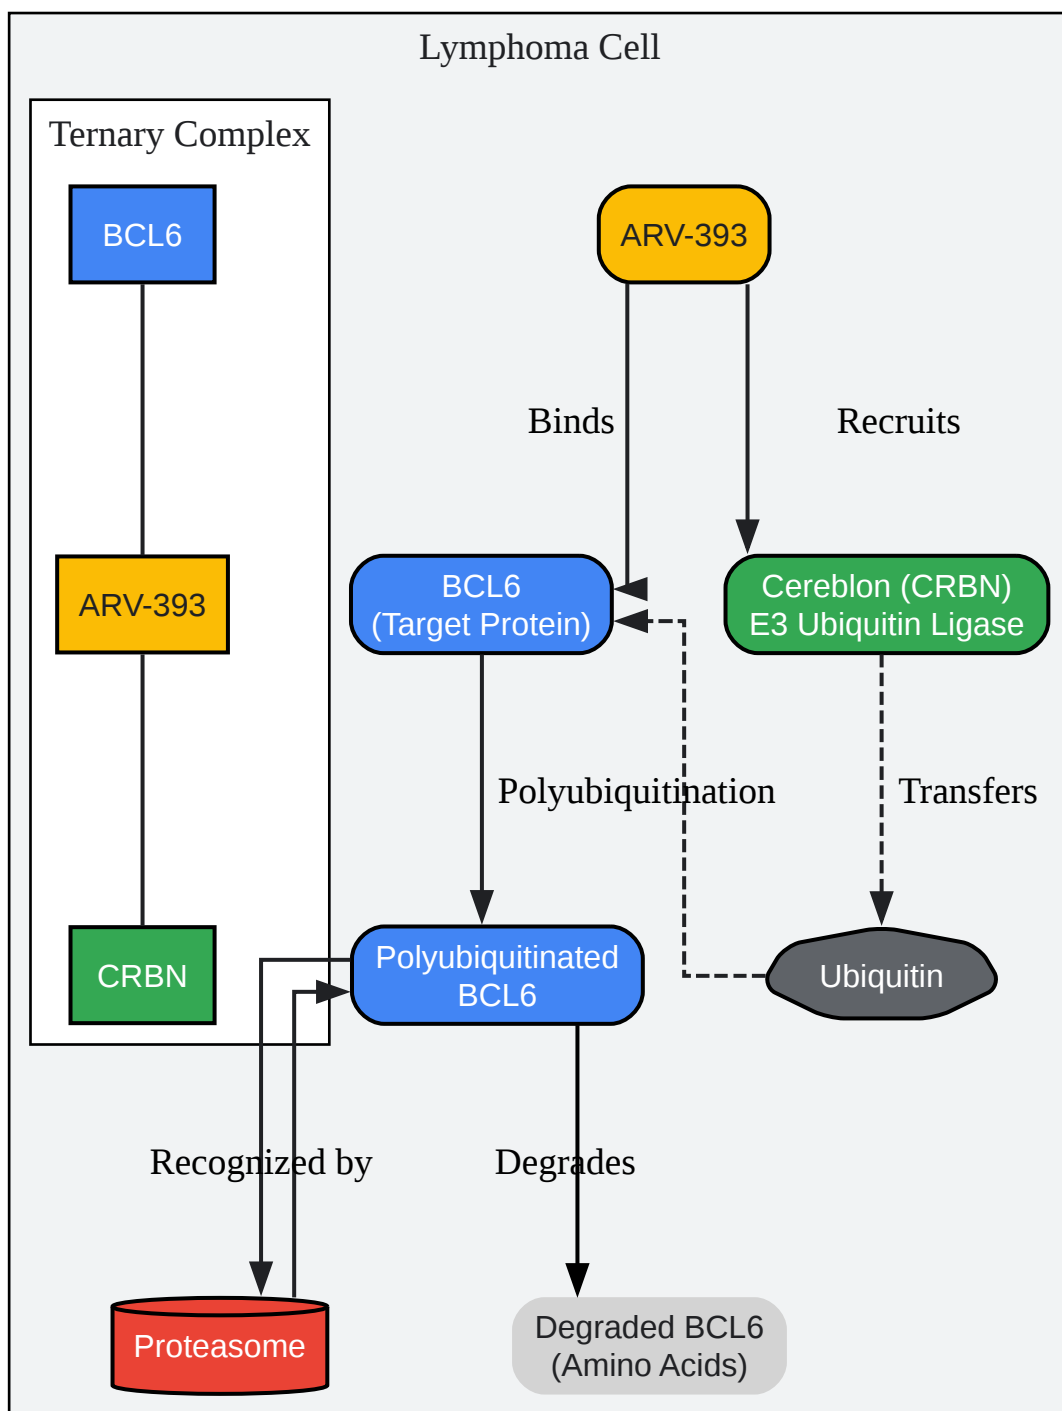 Lymphoma Cell
Ternary Complex
BCL6
ARV-393
Binds
Recruits
ARV-393
BCL6
(Target Protein)
Cereblon (CRBN)
E3 Ubiquitin Ligase
Polyubiquitination
Transfers
CRBN
Polyubiquitinated
BCL6
Ubiquitin
Recognized by
Degrades
Proteasome
Degraded BCL6
(Amino Acids)